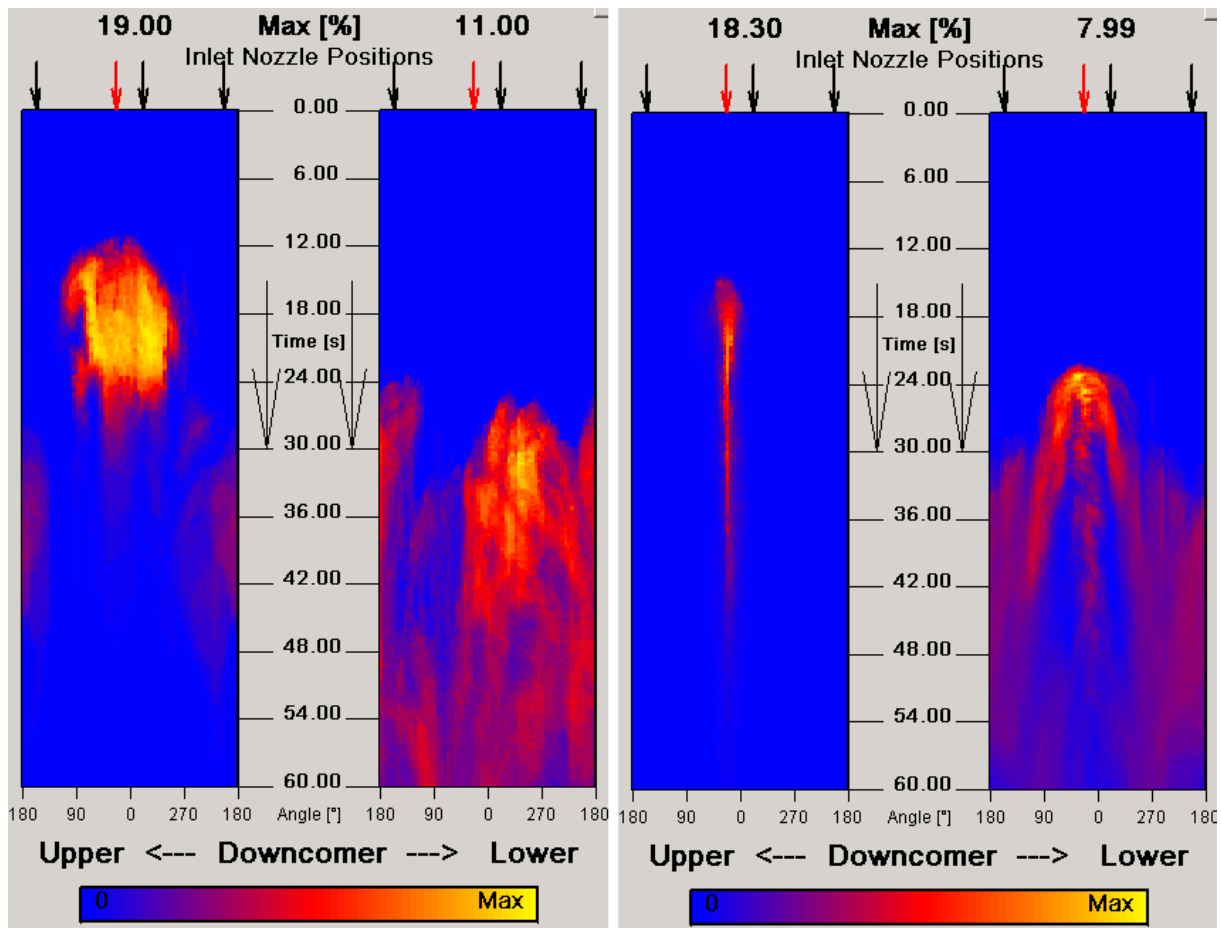 19.00 Max [%] 11.00
Inlet Nozzle Positions
0.00
6.00
12.00
18.00
Time [s]
24.00
30.00
36.00
42.00
48.00
54.00
60.00
180 90 0 270 180 Angle [°] 180 90 0 270 180
Upper <--- Downcomer ---> Lower
0 Max
18.30 Max [%] 7.99
Inlet Nozzle Positions
0.00
6.00
12.00
18.00
Time [s]
24.00
30.00
36.00
42.00
48.00
54.00
60.00
180 90 0 270 180 Angle [°] 180 90 0 270 180
Upper <--- Downcomer ---> Lower
0 Max